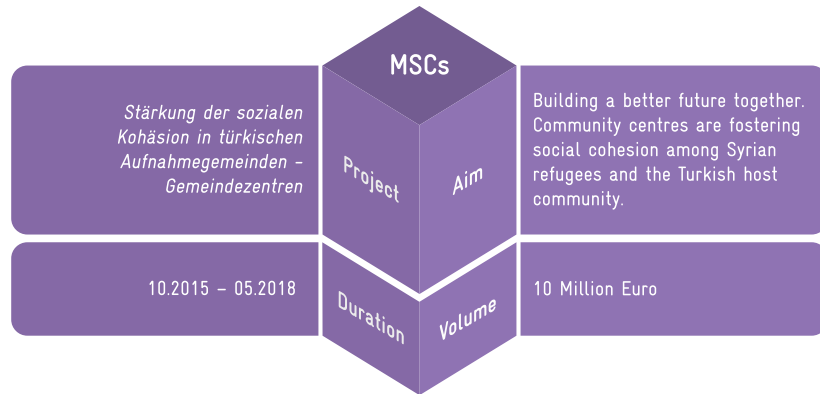 MSCs
Stärkung der sozialen
Kohäsion in türkischen
Aufnahmegemeinden –
Gemeindezentren
Project
Aim
Building a better future together.
Community centres are fostering
social cohesion among Syrian
refugees and the Turkish host
community.
10.2015 – 05.2018
Duration
Volume
10 Million Euro